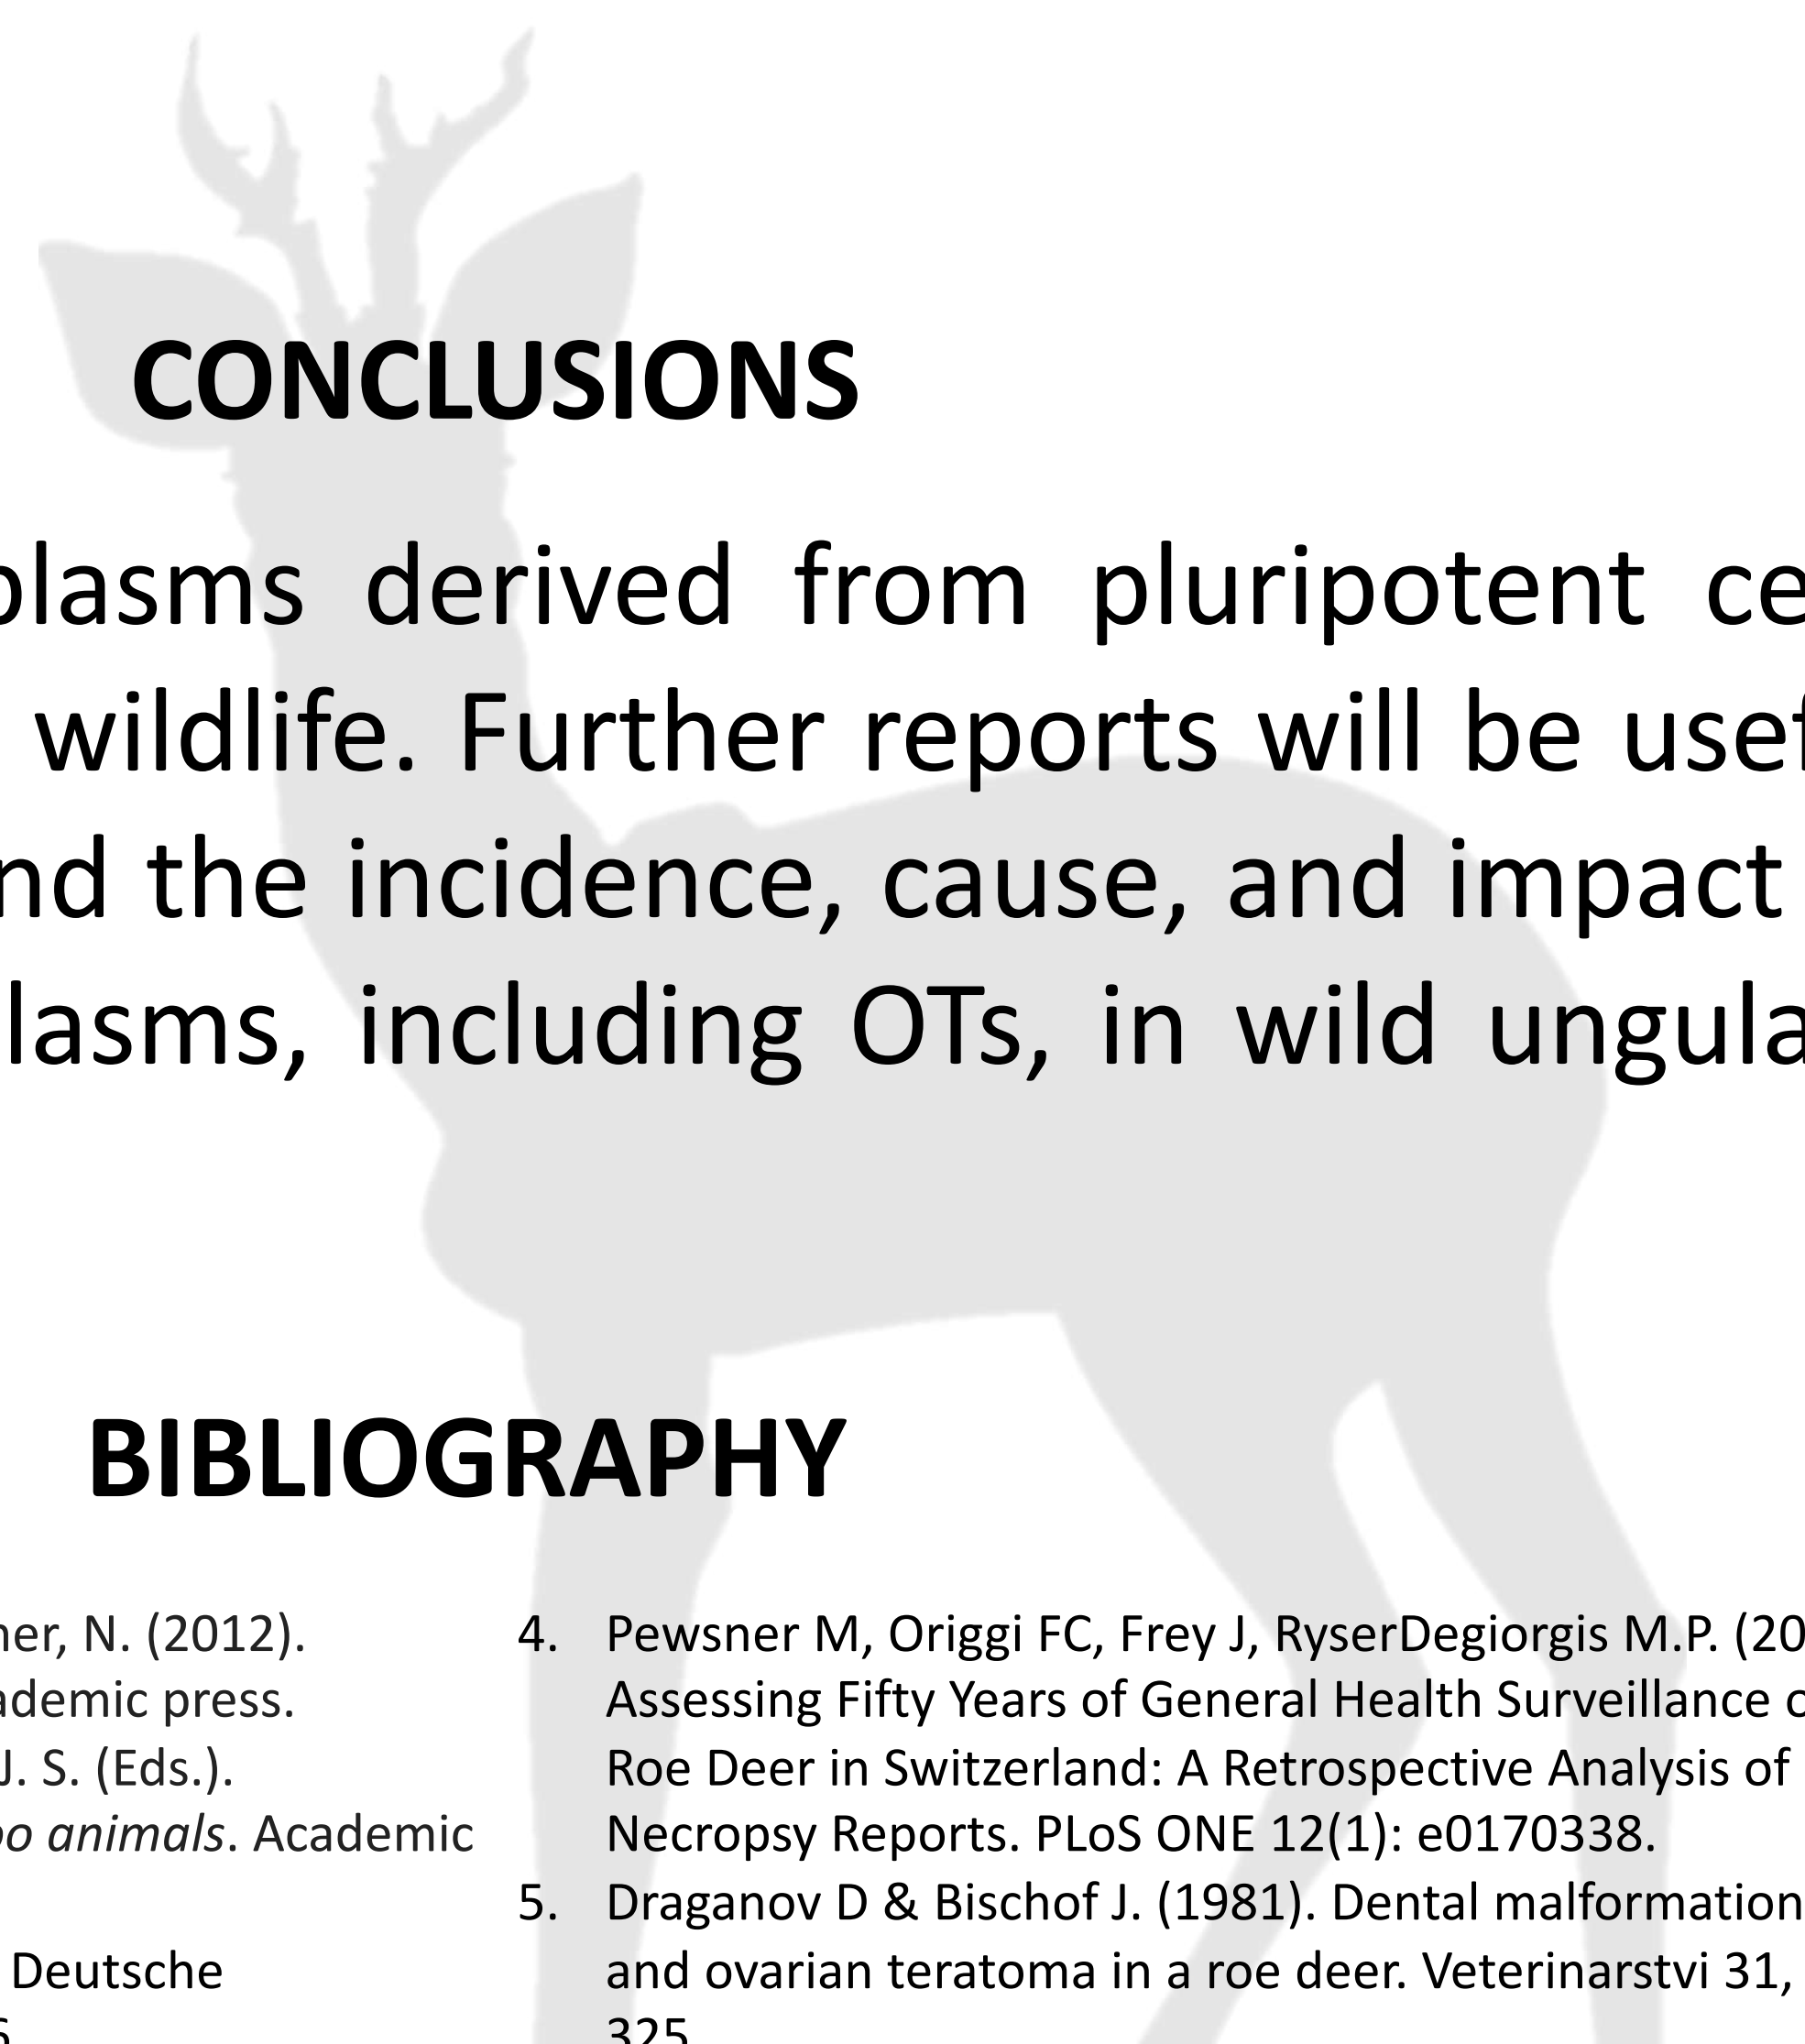 CONCLUSIONS
plasms derived from pluripotent ce
wildlife. Further reports will be usef
nd the incidence, cause, and impact
lasms, including OTs, in wild ungula
BIBLIOGRAPHY
ner, N. (2012).
ademic press.
J. S. (Eds.).
oo animals. Academic
Deutsche
4. Pewsner M, Origgi FC, Frey J, RyserDegiorgis M.P. (20
Assessing Fifty Years of General Health Surveillance o
Roe Deer in Switzerland: A Retrospective Analysis of
Necropsy Reports. PLoS ONE 12(1): e0170338.
5. Draganov D & Bischof J. (1981). Dental malformation
and ovarian teratoma in a roe deer. Veterinarstvi 31,
325